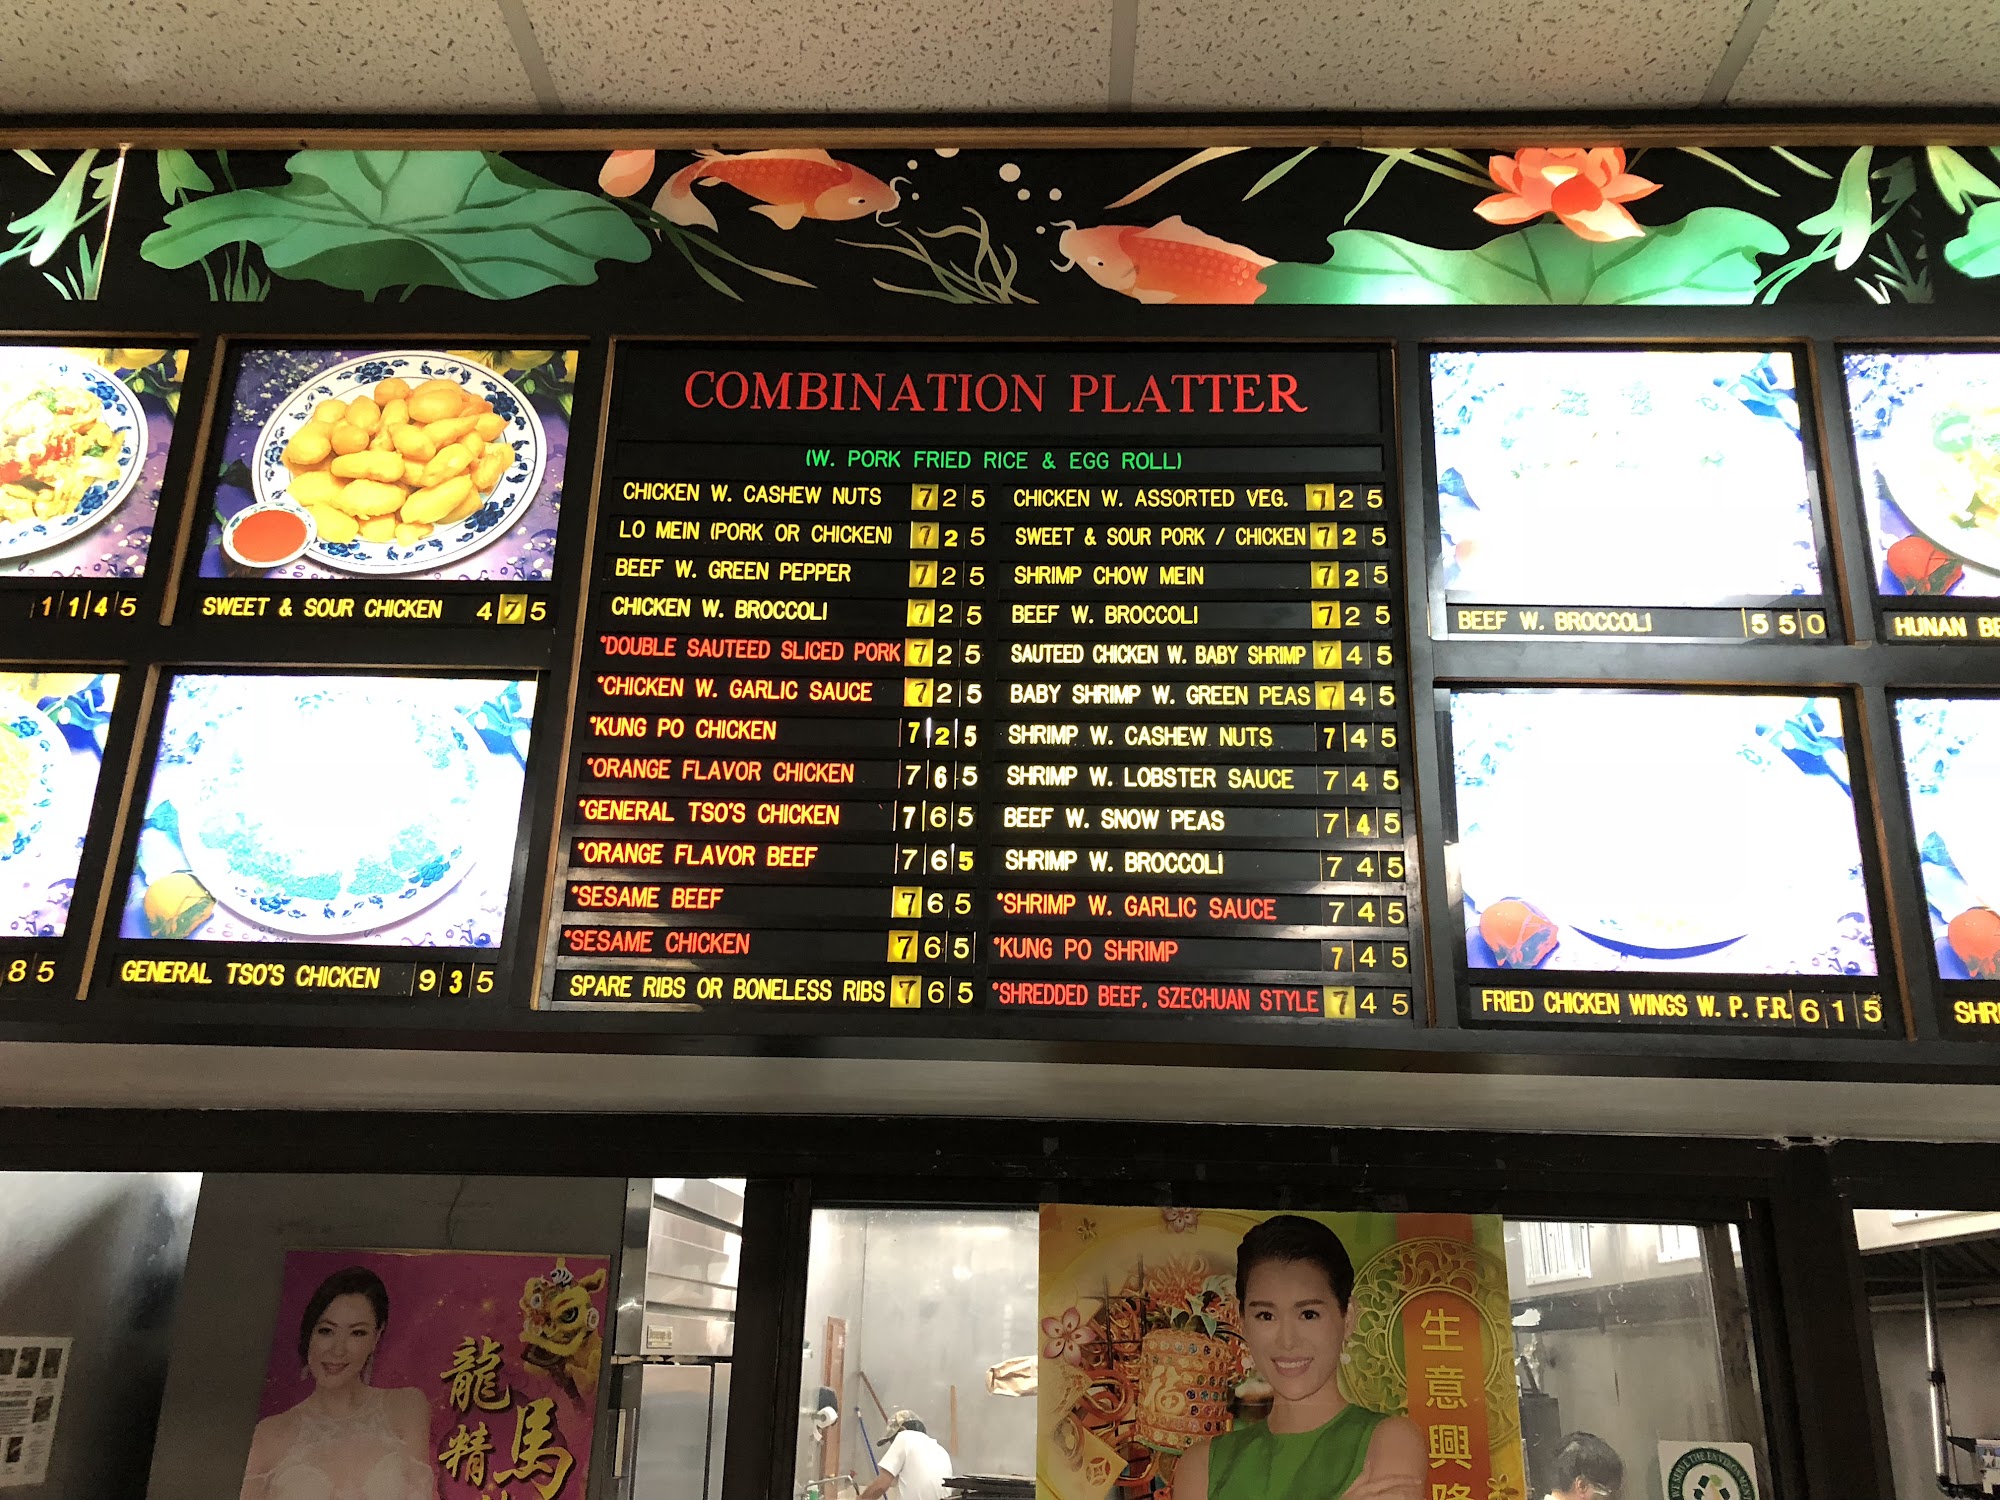 COMBINATION PLATTER
(W. PORK FRIED RICE & EGG ROLL)
CHICKEN W. CASHEW NUTS 725
LO MEIN (PORK OR CHICKEN) 725
BEEF W. GREEN PEPPER 725
CHICKEN W. BROCCOLI 725
*DOUBLE SAUTEED SLICED PORK 725
*CHICKEN W. GARLIC SAUCE 725
*KUNG PO CHICKEN 725
*ORANGE FLAVOR CHICKEN 765
*GENERAL TSO'S CHICKEN 765
*ORANGE FLAVOR BEEF 765
*SESAME BEEF 765
*SESAME CHICKEN 765
SPARE RIBS OR BONELESS RIBS 765
CHICKEN W. ASSORTED VEG. 725
SWEET & SOUR PORK / CHICKEN 725
SHRIMP CHOW MEIN 725
BEEF W. BROCCOLI 725
SAUTEED CHICKEN W. BABY SHRIMP 745
BABY SHRIMP W. GREEN PEAS 745
SHRIMP W. CASHEW NUTS 745
SHRIMP W. LOBSTER SAUCE 745
BEEF W. SNOW PEAS 745
SHRIMP W. BROCCOLI 745
*SHRIMP W. GARLIC SAUCE 745
*KUNG PO SHRIMP 745
*SHREDDED BEEF, SZECHUAN STYLE 745
1145
SWEET & SOUR CHICKEN 475
85
GENERAL TSO'S CHICKEN 935
BEEF W. BROCCOLI 550
HUNAN BE
FRIED CHICKEN WINGS W. P. F.R. 615
SHR
龍
馬
精
福
生意興隆